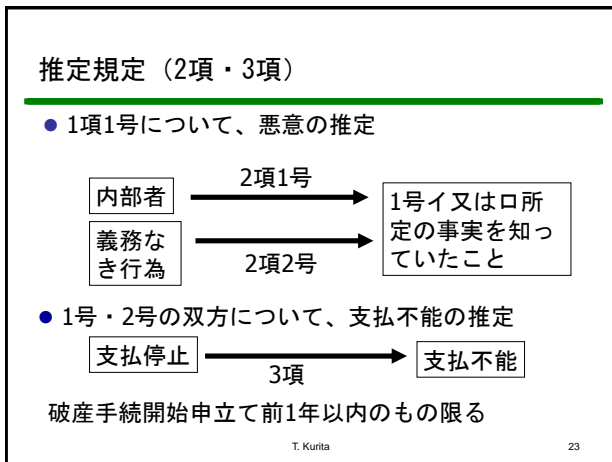 推定規定（2項・3項）
● 1項1号について、悪意の推定
内部者
2項1号
義務な
き行為
2項2号
1号イ又はロ所
定の事実を知っ
ていたこと
● 1号・2号の双方について、支払不能の推定
支払停止
3項
支払不能
破産手続開始申立て前1年以内のもの限る
T. Kurita
23